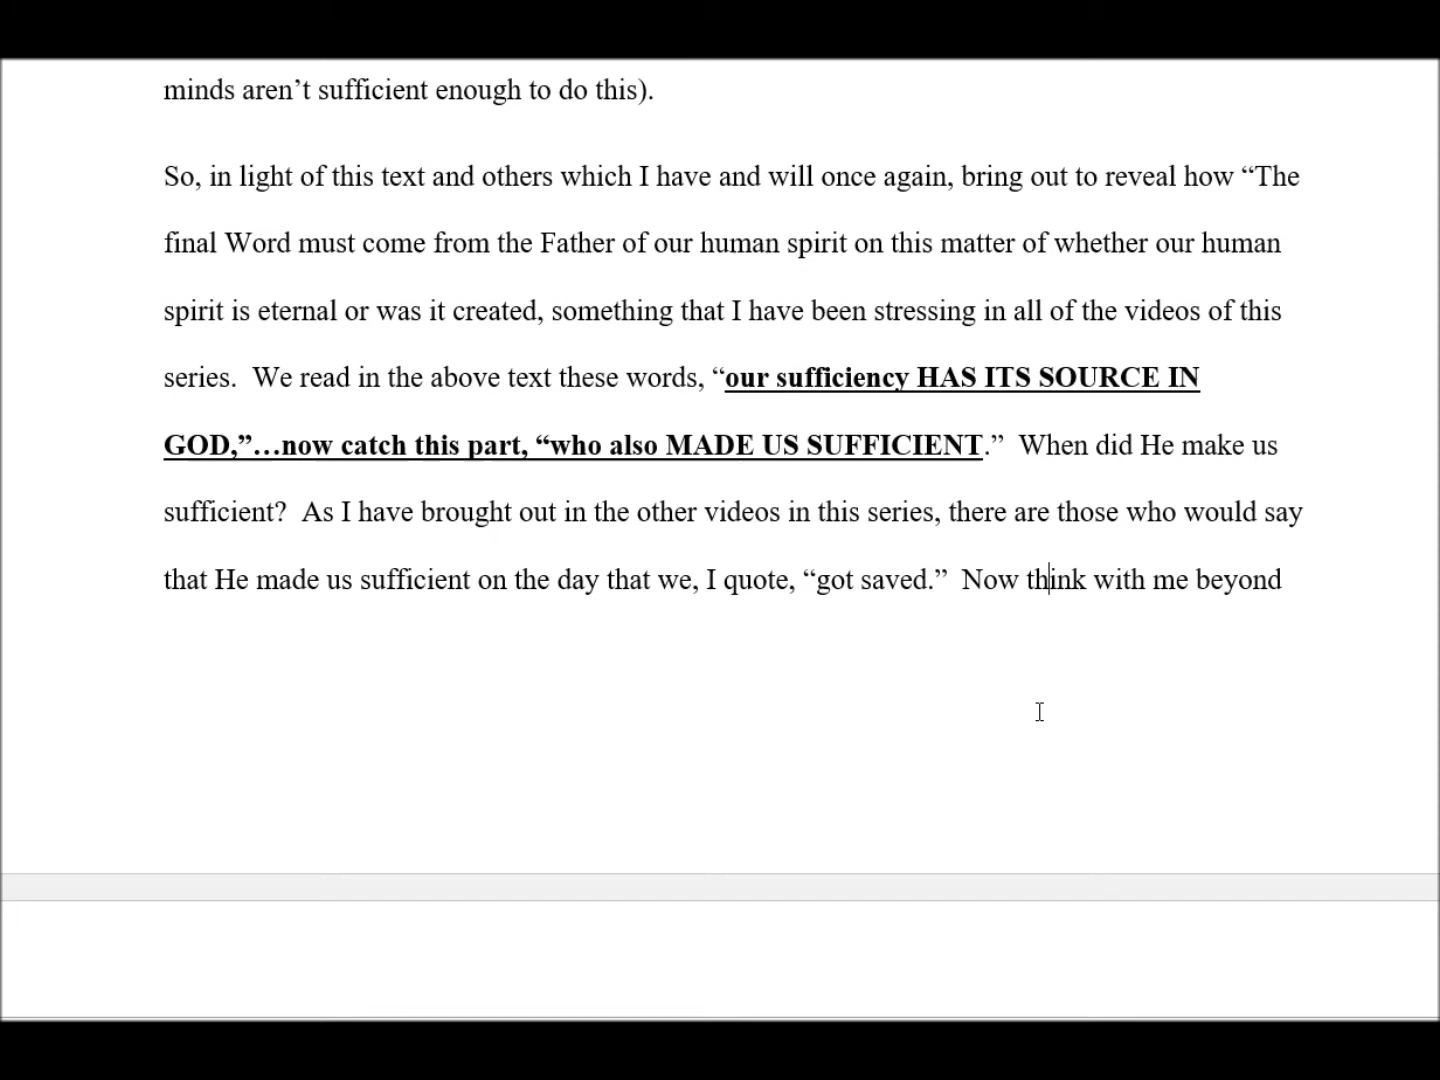 minds aren’t sufficient enough to do this).
So, in light of this text and others which I have and will once again, bring out to reveal how “The
final Word must come from the Father of our human spirit on this matter of whether our human
spirit is eternal or was it created, something that I have been stressing in all of the videos of this
series.  We read in the above text these words, “our sufficiency HAS ITS SOURCE IN
GOD,”…now catch this part, “who also MADE US SUFFICIENT.”  When did He make us
sufficient?  As I have brought out in the other videos in this series, there are those who would say
that He made us sufficient on the day that we, I quote, “got saved.”  Now think with me beyond